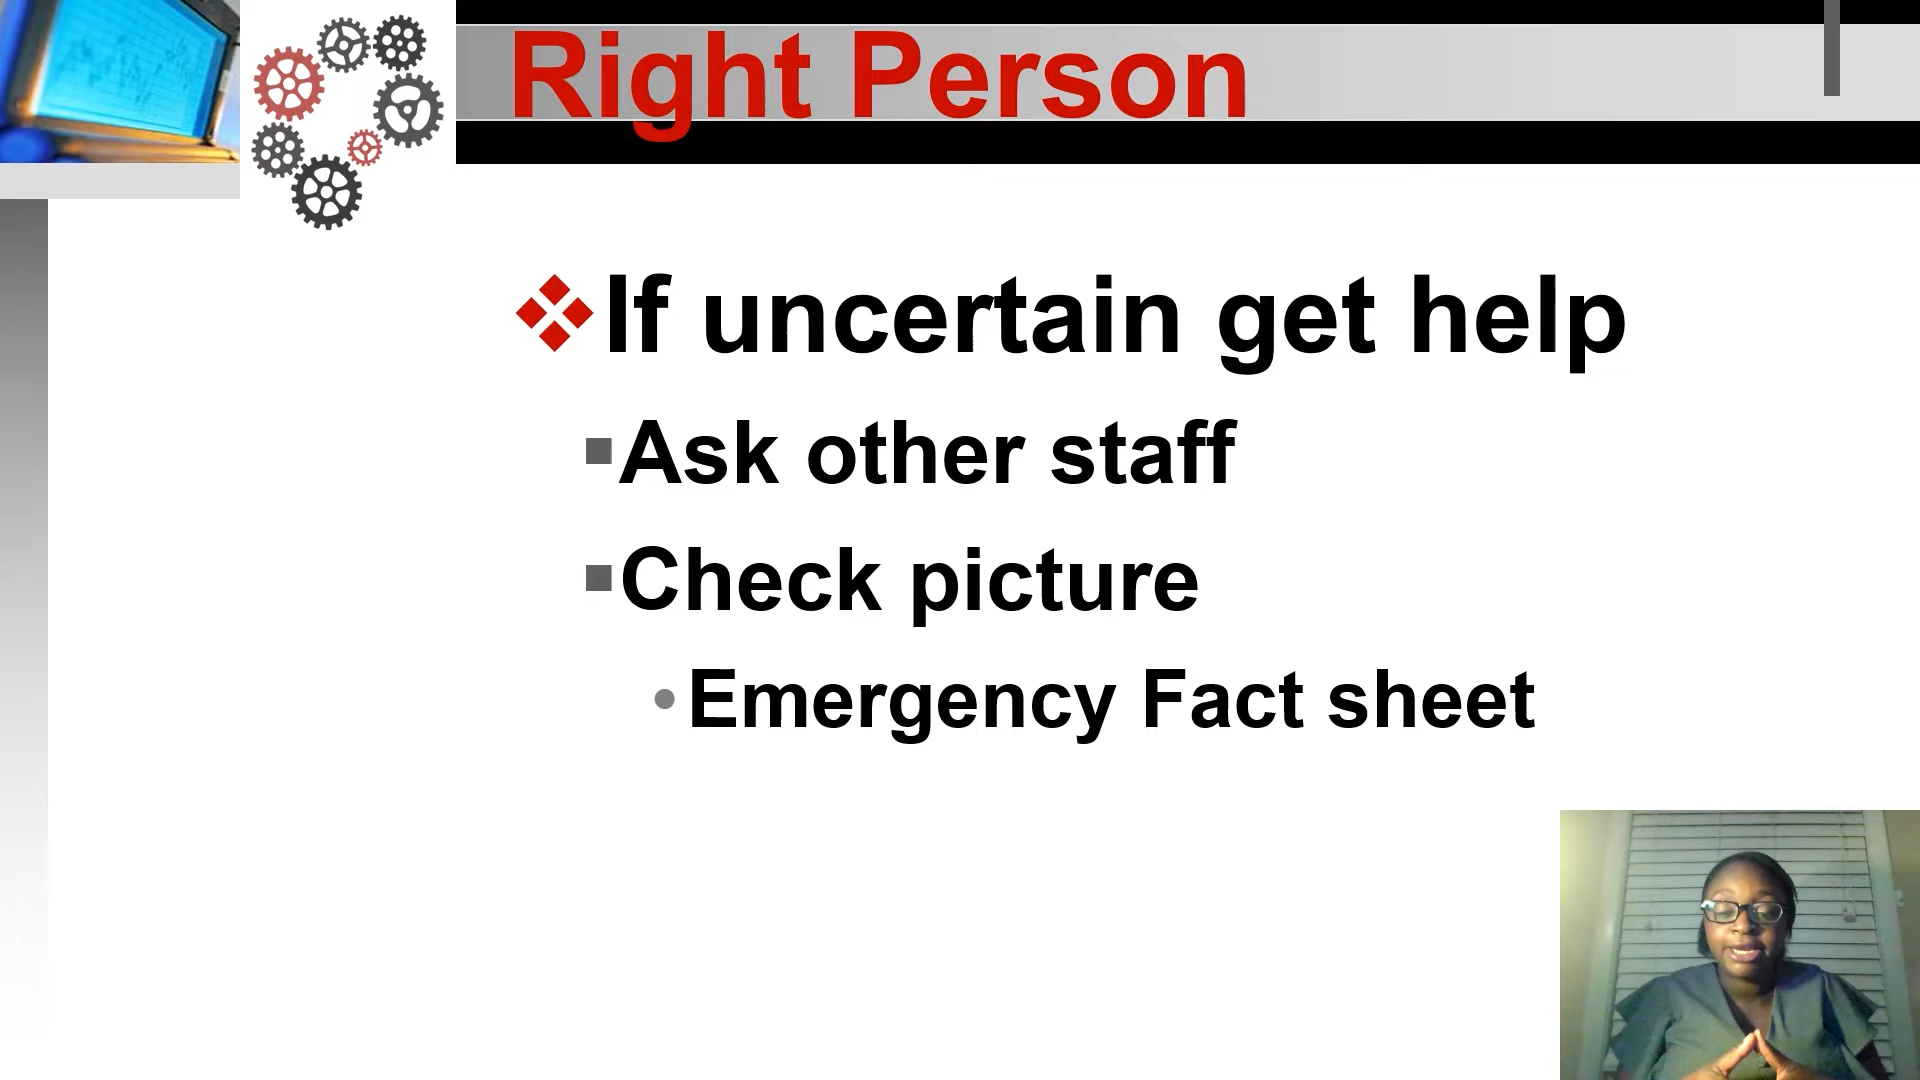 Right Person
If uncertain get help
Ask other staff
Check picture
Emergency Fact sheet